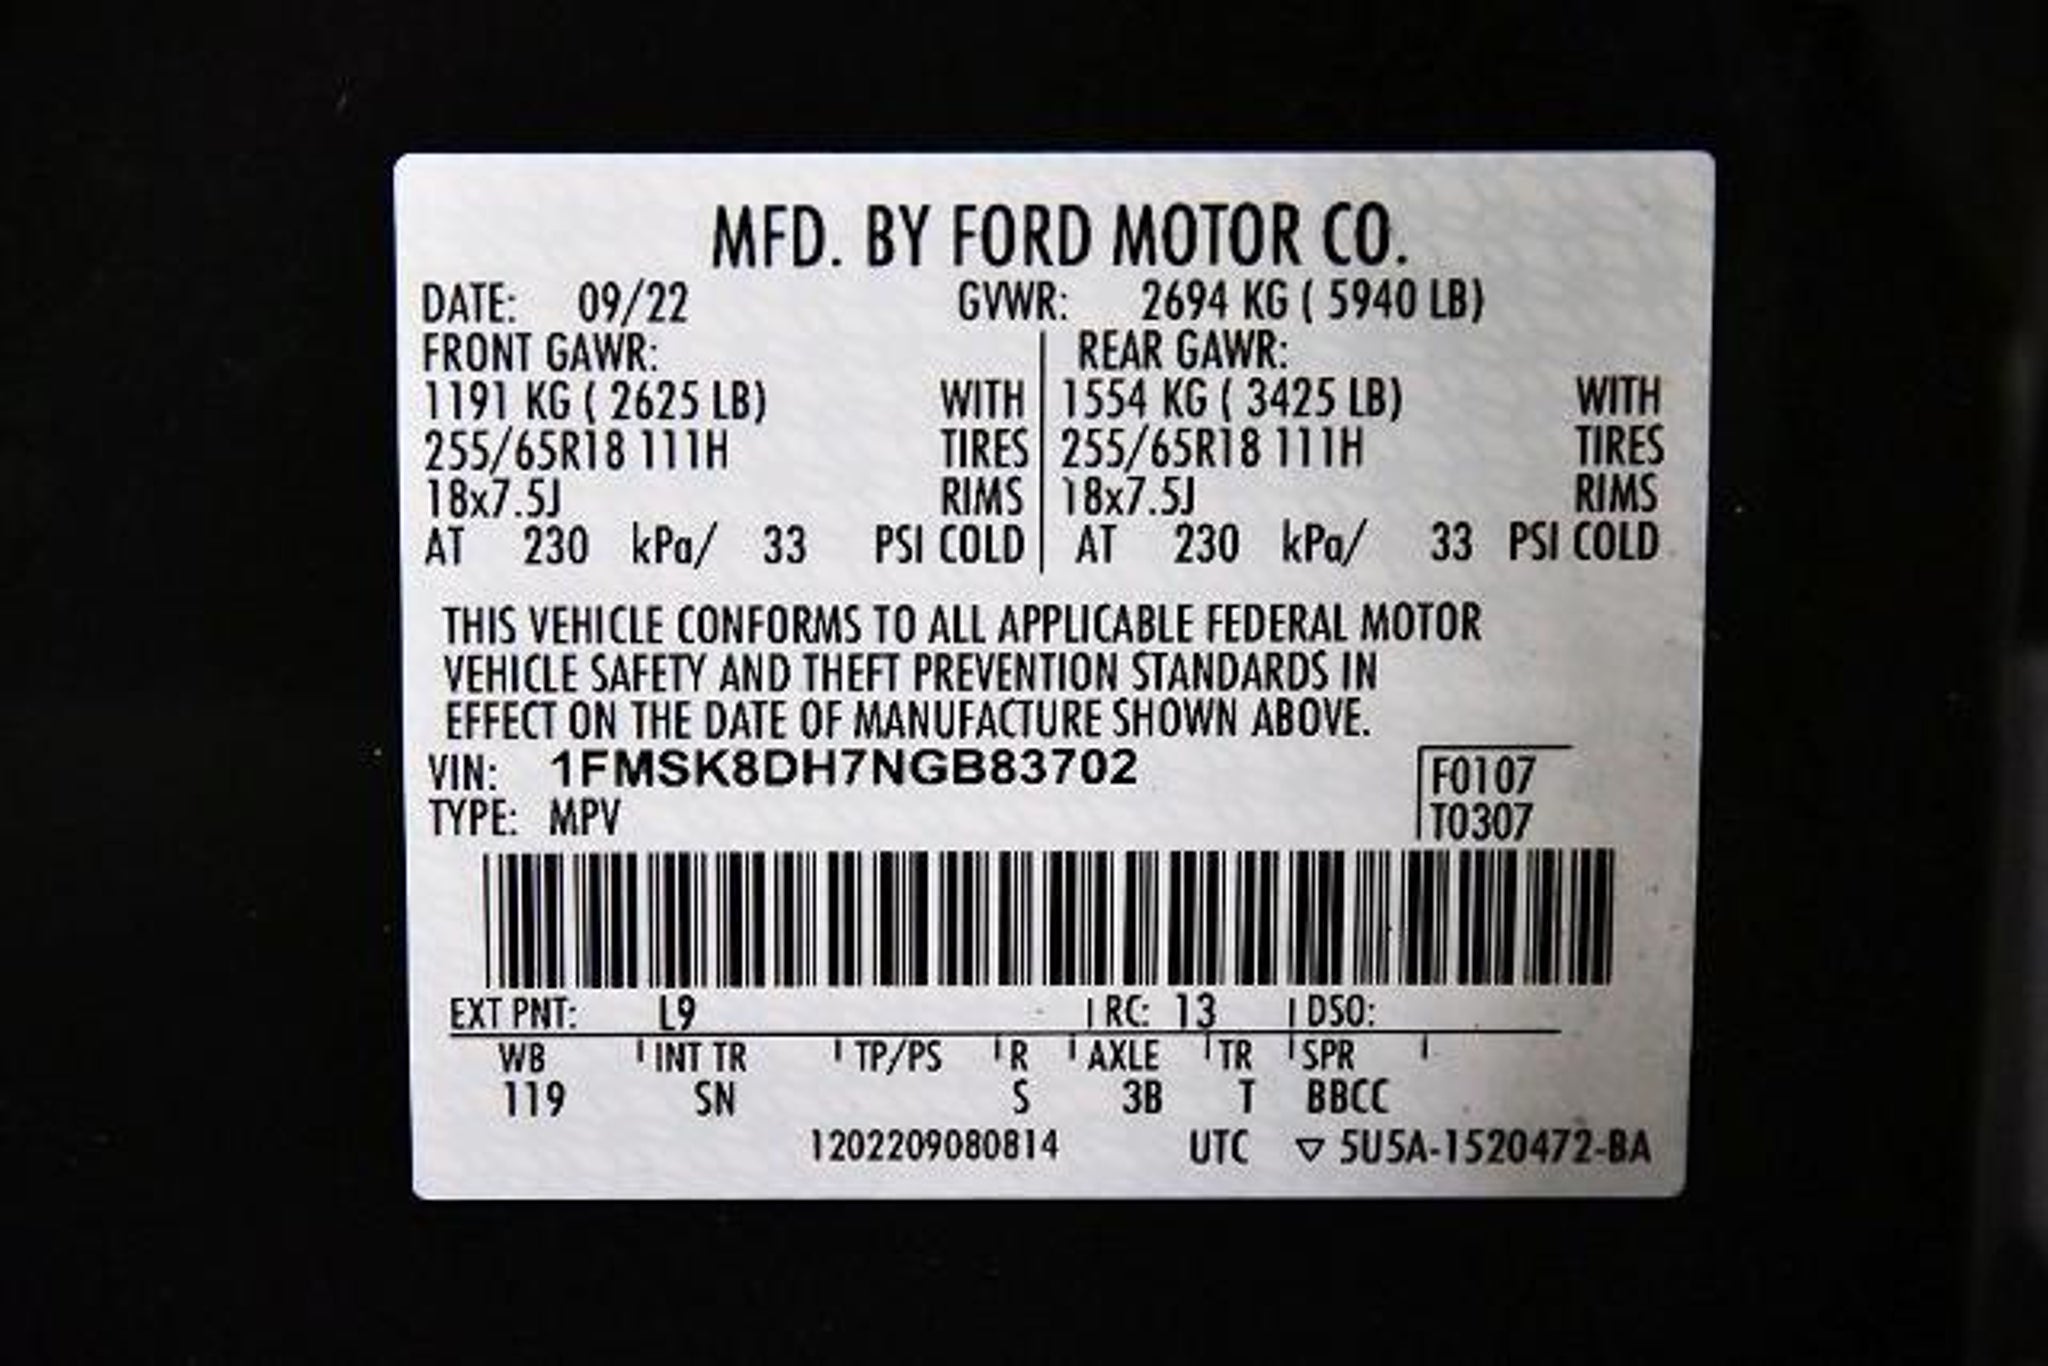 MFD. BY FORD MOTOR CO.
DATE: 09/22 GVWR: 2694 KG ( 5940 LB)
FRONT GAWR: REAR GAWR:
1191 KG ( 2625 LB) WITH 1554 KG ( 3425 LB) WITH
255/65R18 111H TIRES 255/65R18 111H TIRES
18x7.5J RIMS 18x7.5J RIMS
AT 230 kPa/ 33 PSI COLD AT 230 kPa/ 33 PSI COLD
THIS VEHICLE CONFORMS TO ALL APPLICABLE FEDERAL MOTOR
VEHICLE SAFETY AND THEFT PREVENTION STANDARDS IN
EFFECT ON THE DATE OF MANUFACTURE SHOWN ABOVE.
VIN: 1FMSK8DH7NGB83702 F0107
TYPE: MPV T0307
EXT PNT: L9 RC: 13 DSO:
WB INT TR TP/PS R AXLE TR SPR
119 SN S 3B T BBCC
1202209080814 UTC ▽ 5U5A-1520472-BA